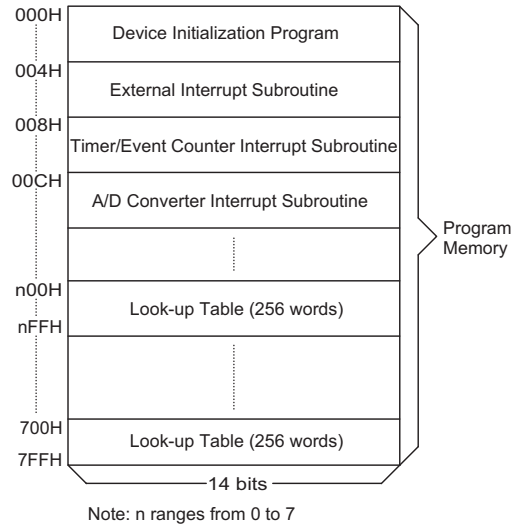 000H
Device Initialization Program
004H
External Interrupt Subroutine
008H
Timer/Event Counter Interrupt Subroutine
00CH
A/D Converter Interrupt Subroutine
Program
Memory
n00H
Look-up Table (256 words)
nFFH
700H
Look-up Table (256 words)
7FFH
14 bits
Note: n ranges from 0 to 7